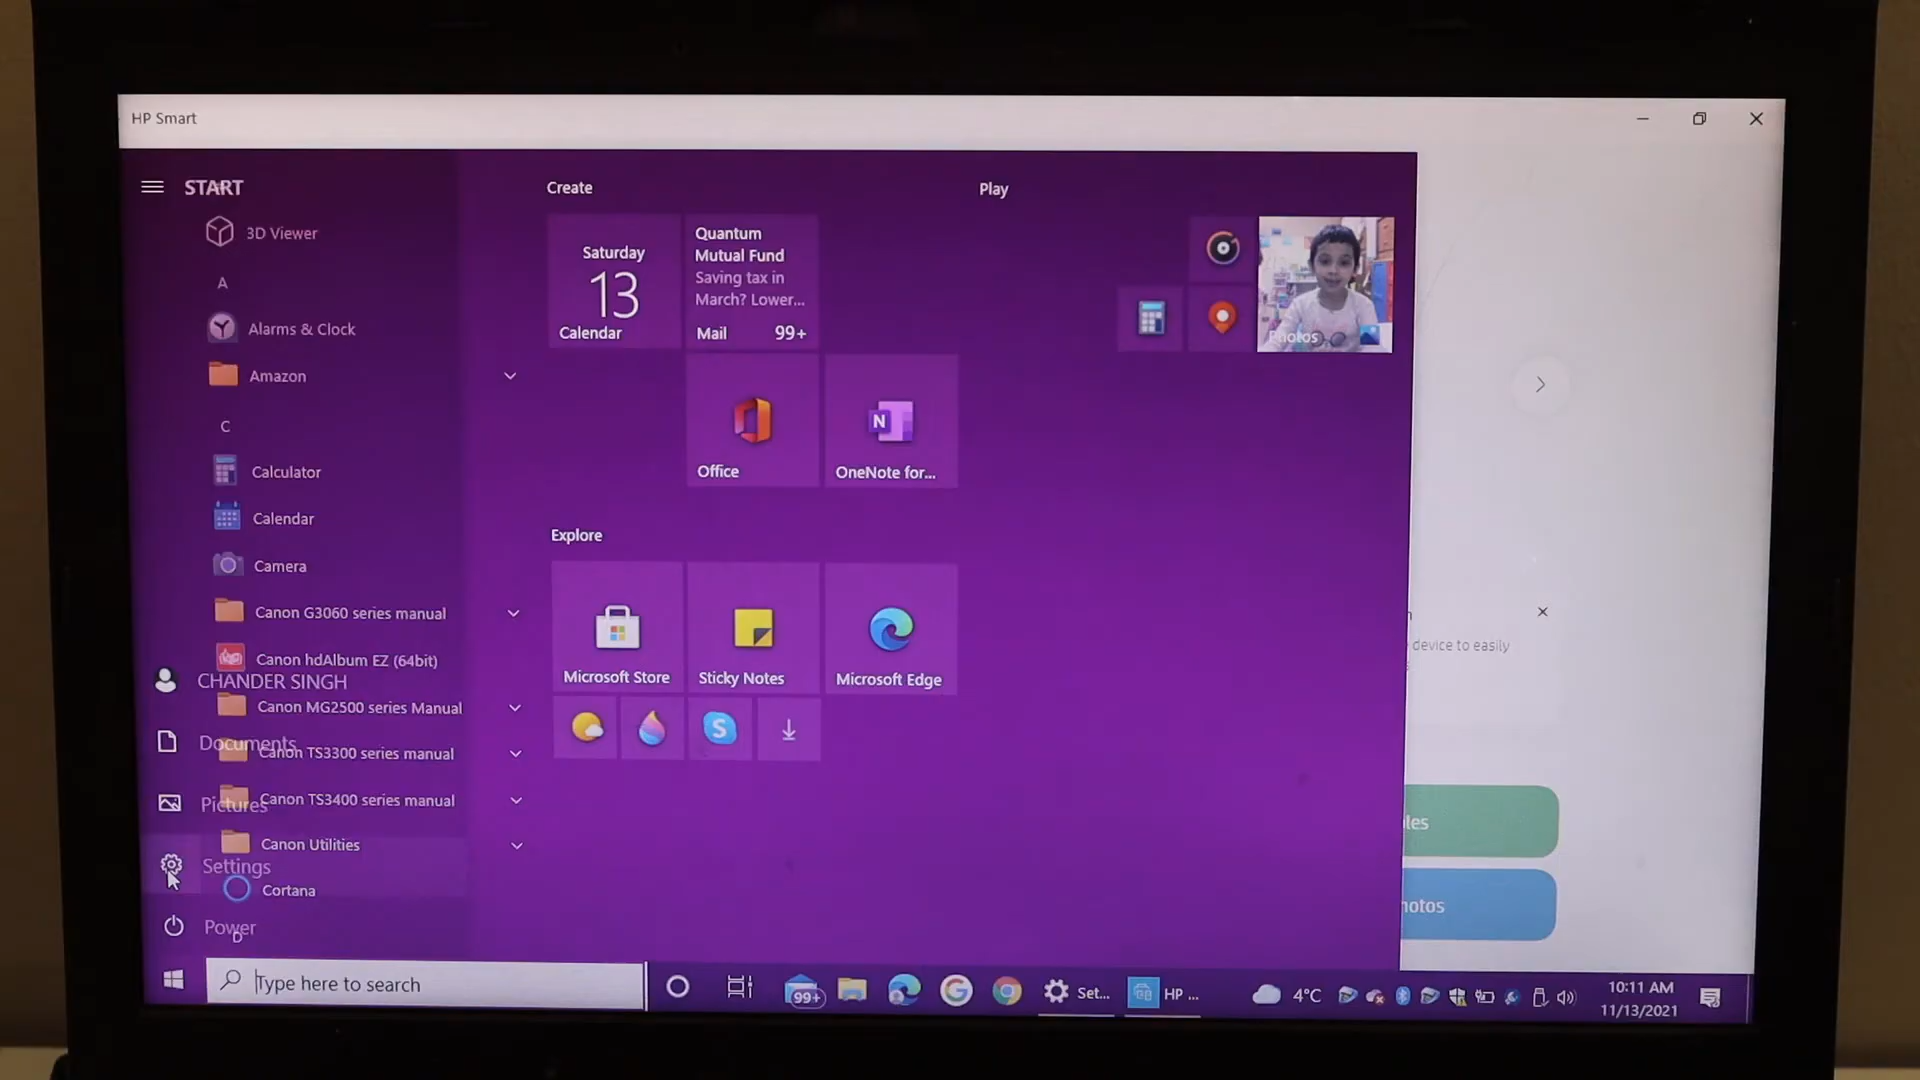 HP Smart
START
3D Viewer
A
Alarms & Clock
Amazon
C
Calculator
Calendar
Camera
Canon G3060 series manual
Canon hdAlbum EZ (64bit)
CHANDER SINGH
Canon MG2500 series Manual
Documents
Canon TS3300 series manual
Pictures
Canon TS3400 series manual
Canon Utilities
Settings
Cortana
Power
D
Create
Saturday
13
Calendar
Quantum
Mutual Fund
Saving tax in
March? Lower...
Mail 99+
Office
N
OneNote for...
Explore
Microsoft Store
Sticky Notes
Microsoft Edge
S
Play
Photos
device to easily
Type here to search
99+
G
Set...
HP ...
4°C
10:11 AM
11/13/2021